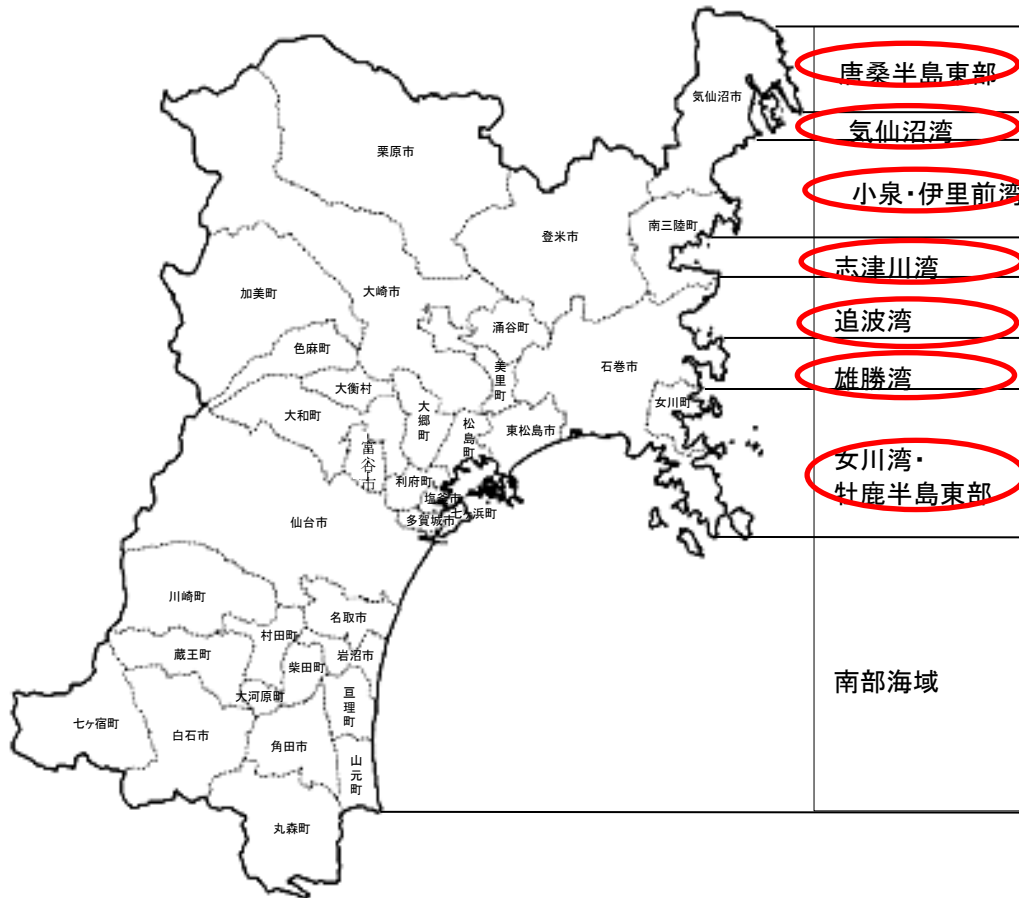 唐桑半島東部
気仙沼市
気仙沼湾
栗原市
小泉・伊里前湾
南三陸町
登米市
志津川湾
加美町
大崎市
追波湾
涌谷町
色麻町
美里町
石巻市
雄勝湾
大衡村
女川町
大和町
大郷町
松島町
東松島市
富谷市
女川湾・
牡鹿半島東部
利府町
塩釜市
七ヶ浜町
多賀城市
仙台市
川崎町
名取市
村田町
岩沼市
蔵王町
柴田町
南部海域
大河原町
亘理町
七ヶ宿町
白石市
角田市
山元町
丸森町